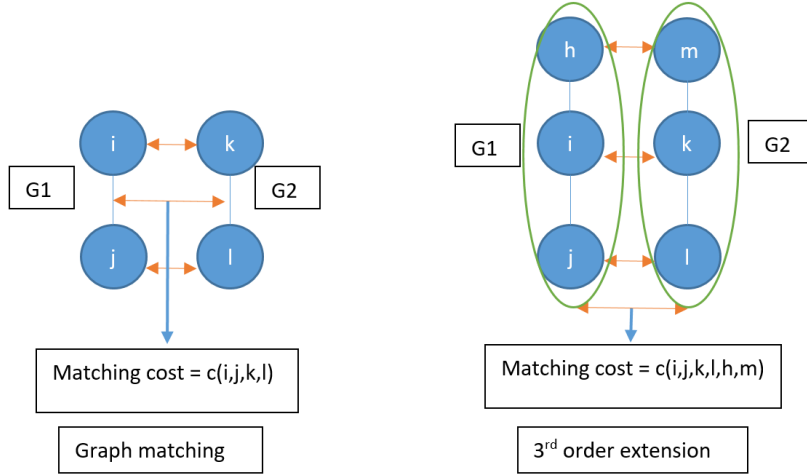 h m
i k
G1 G2
j l
Matching cost = c(i,j,k,l)
Graph matching
G1 i k G2
j l
Matching cost = c(i,j,k,l,h,m)
3rd order extension